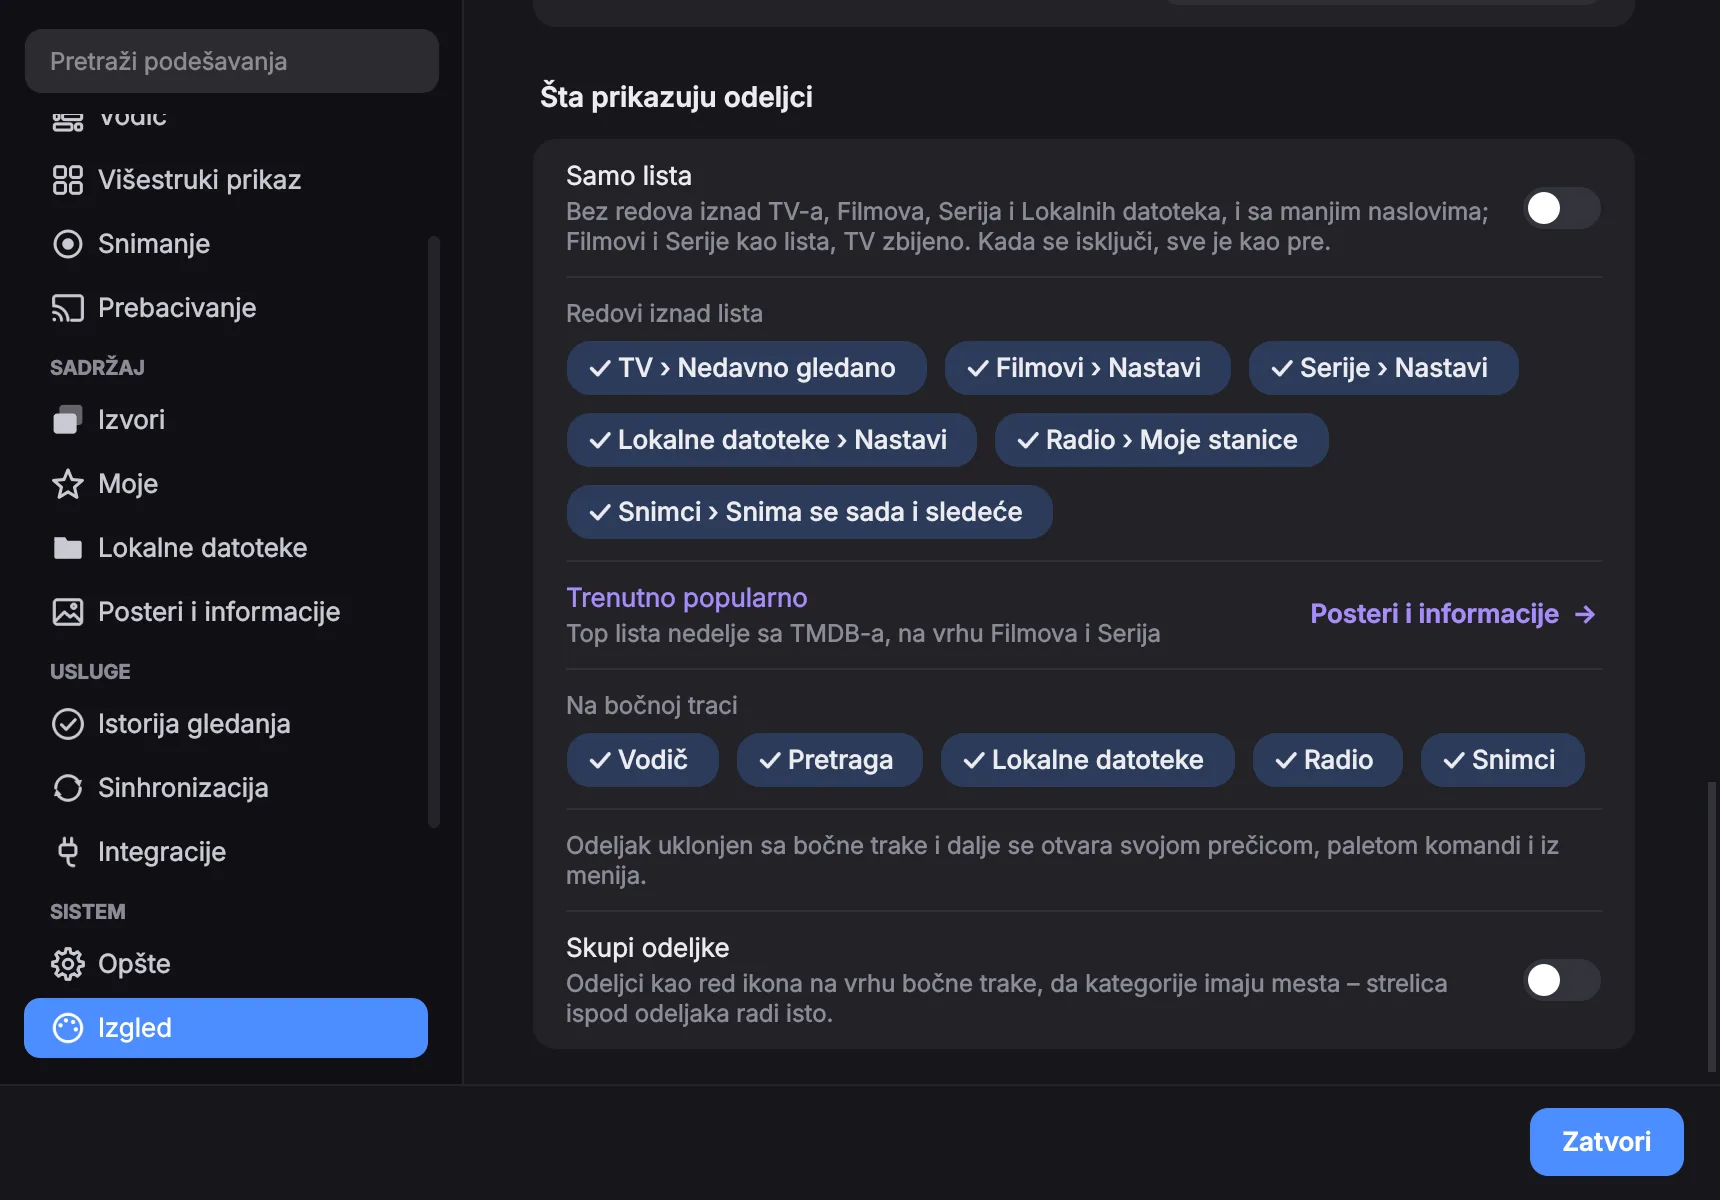 Pretraži podešavanja
Vodič
Višestruki prikaz
Snimanje
Prebacivanje
SADRŽAJ
Izvori
Moje
Lokalne datoteke
Posteri i informacije
USLUGE
Istorija gledanja
Sinhronizacija
Integracije
SISTEM
Opšte
Izgled
Šta prikazuju odeljci
Samo lista
Bez redova iznad TV-a, Filmova, Serija i Lokalnih datoteka, i sa manjim naslovima;
Filmovi i Serije kao lista, TV zbijeno. Kada se isključi, sve je kao pre.
Redovi iznad lista
TV › Nedavno gledano
Filmovi › Nastavi
Serije › Nastavi
Lokalne datoteke › Nastavi
Radio › Moje stanice
Snimci › Snima se sada i sledeće
Trenutno popularno
Top lista nedelje sa TMDB-a, na vrhu Filmova i Serija
Posteri i informacije →
Na bočnoj traci
Vodič
Pretraga
Lokalne datoteke
Radio
Snimci
Odeljak uklonjen sa bočne trake i dalje se otvara svojom prečicom, paletom komandi i iz
menija.
Skupi odeljke
Odeljci kao red ikona na vrhu bočne trake, da kategorije imaju mesta – strelica
ispod odeljaka radi isto.
Zatvori